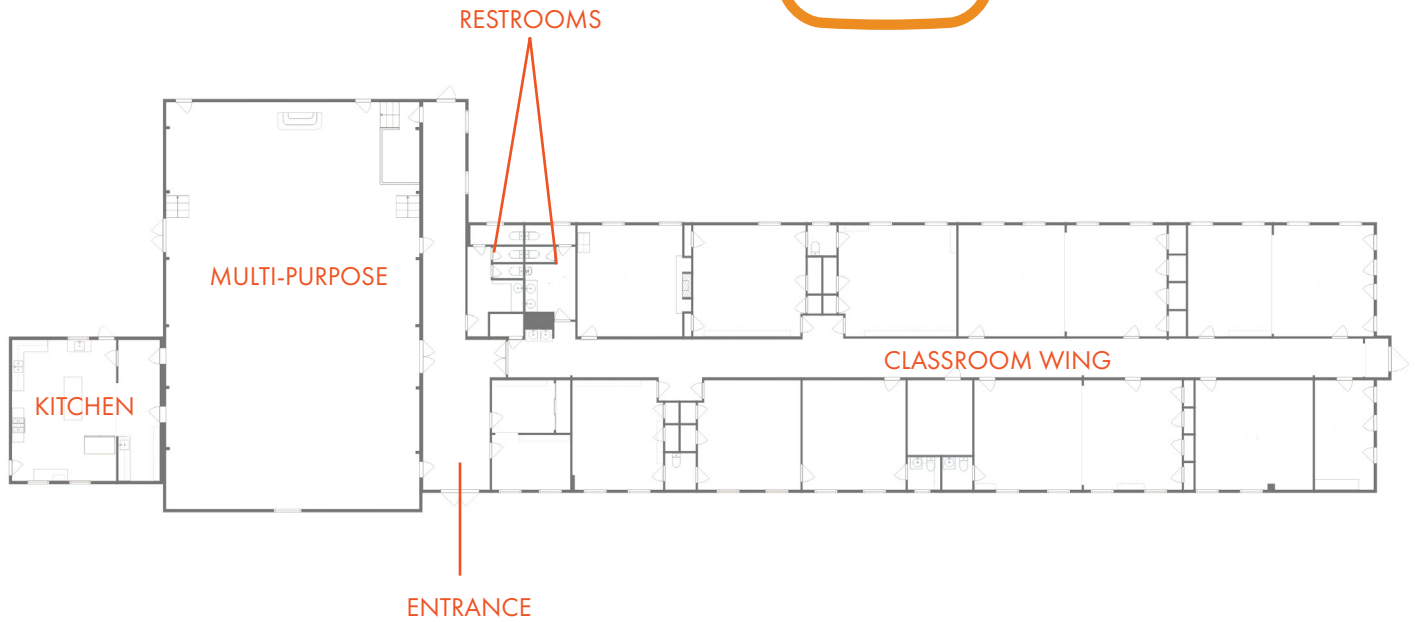 RESTROOMS
MULTI-PURPOSE
CLASSROOM WING
KITCHEN
ENTRANCE